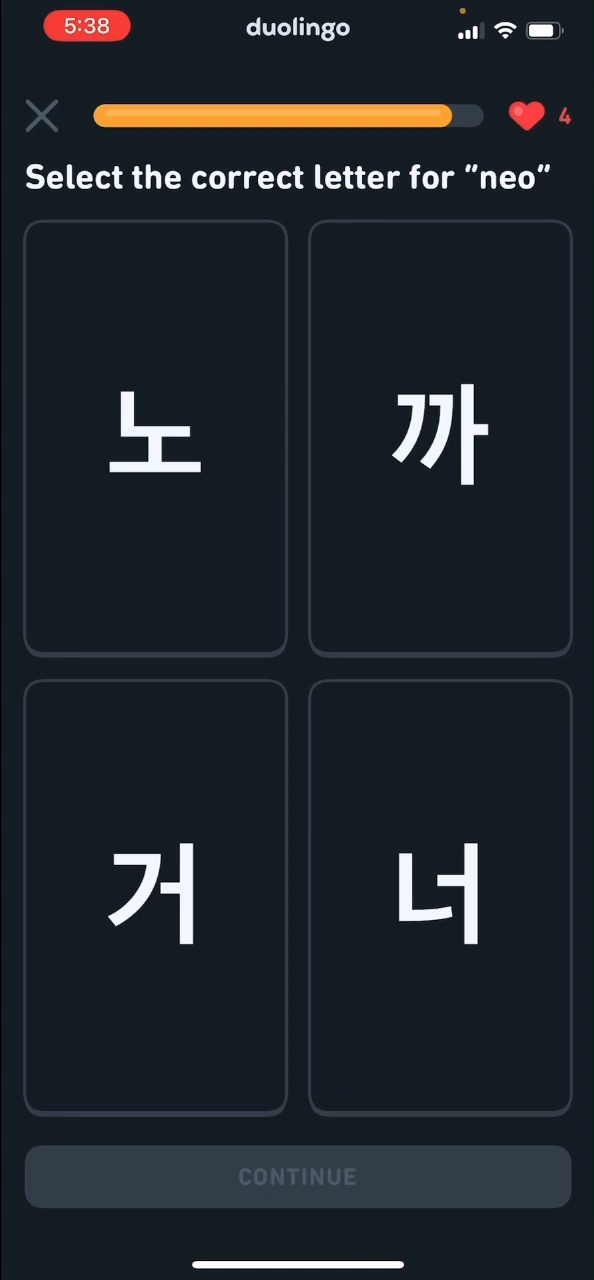 5:38
duolingo
4
Select the correct letter for “neo”
노
까
거
너
CONTINUE